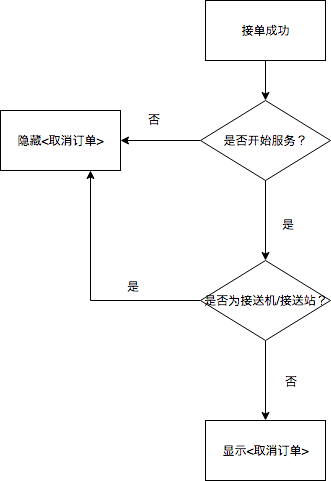 接单成功
否
隐藏<取消订单>
是否开始服务？
是
是否为接送机/接送站？
是
否
显示<取消订单>